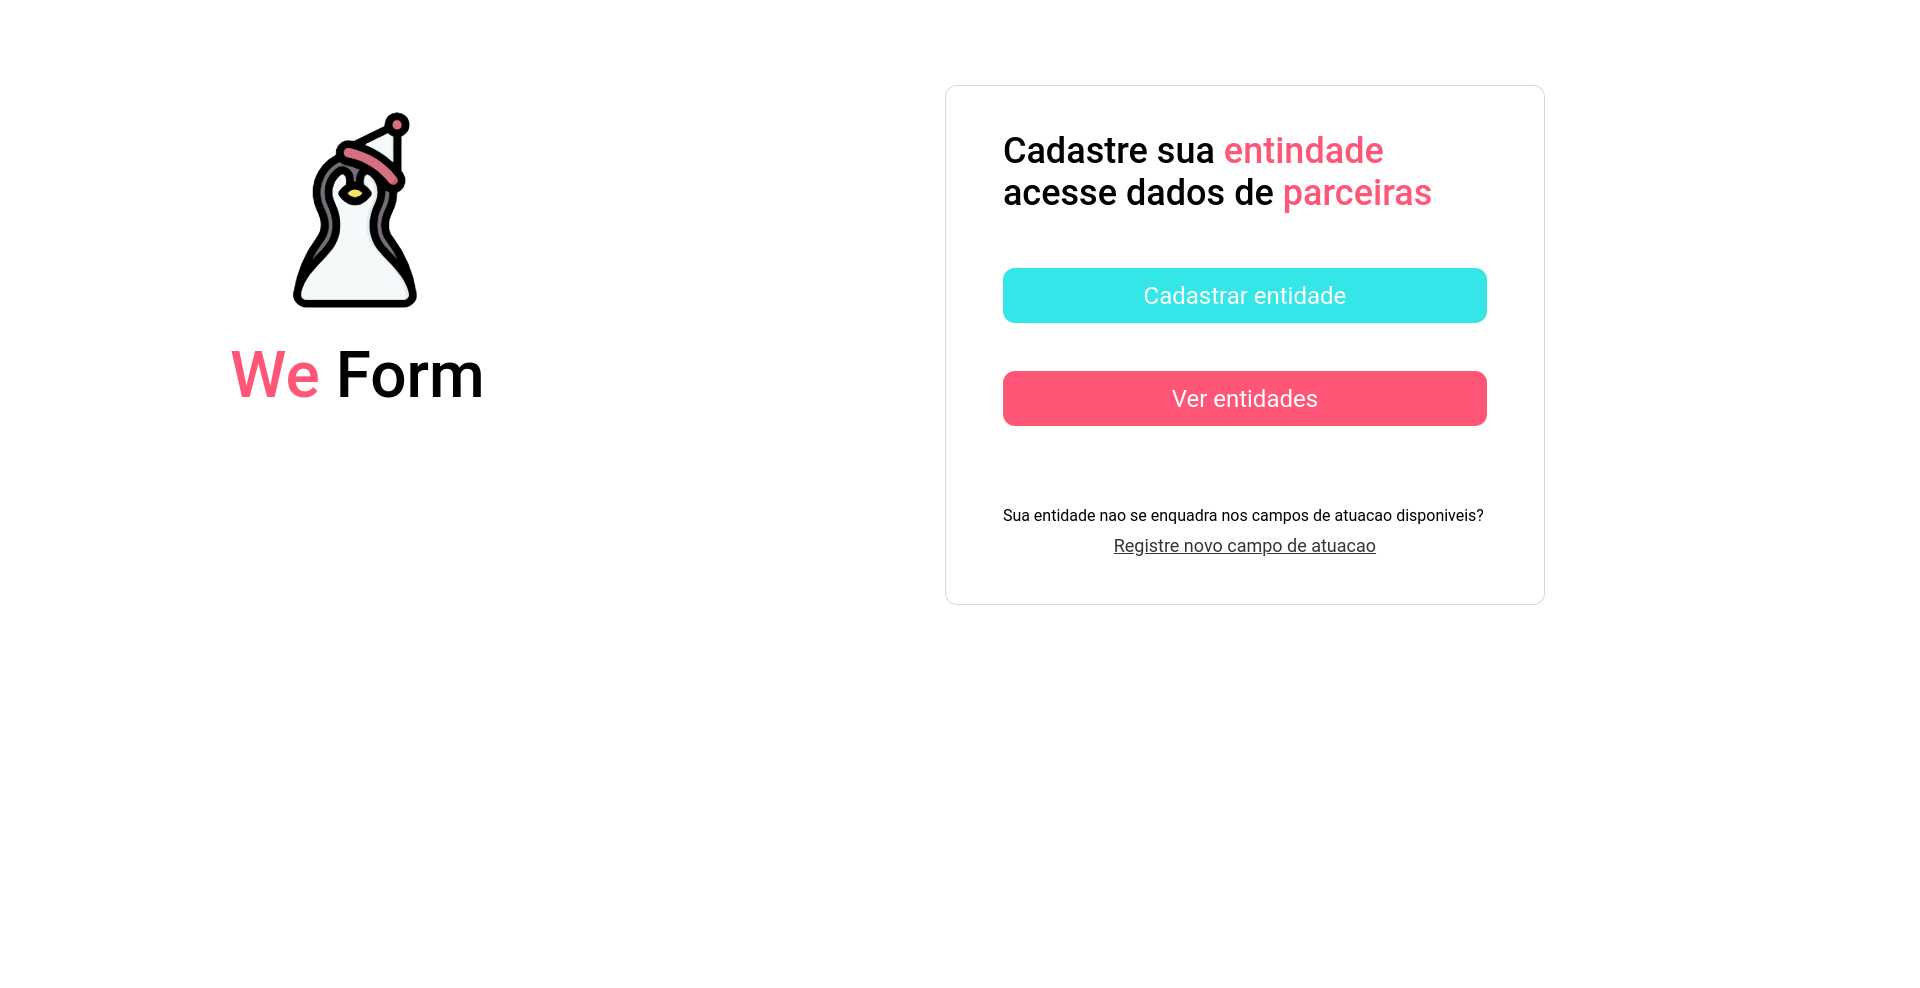 We Form
Cadastre sua entindade
acesse dados de parceiras
Cadastrar entidade
Ver entidades
Sua entidade nao se enquadra nos campos de atuacao disponiveis?
Registre novo campo de atuacao